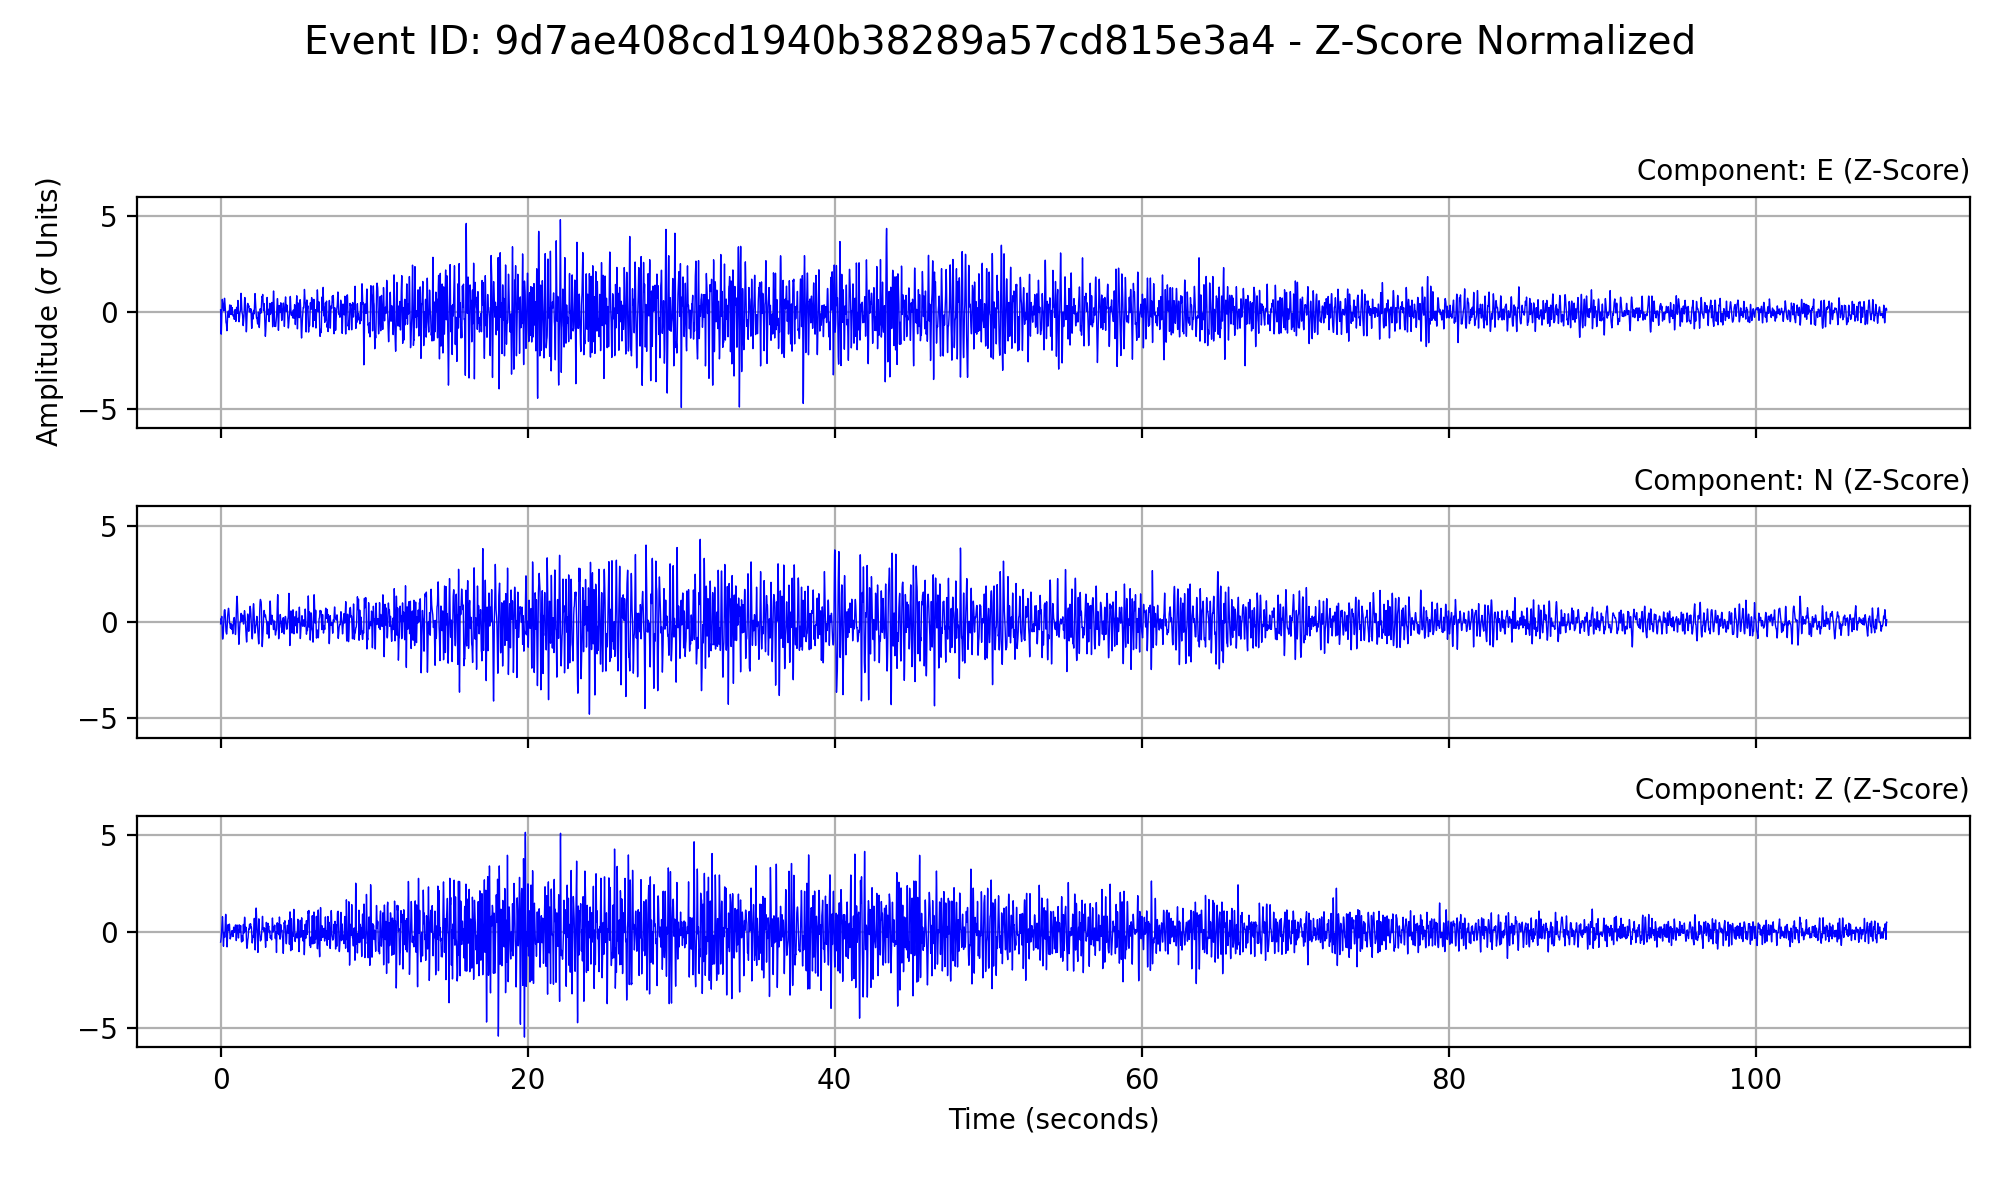 Event ID: 9d7ae408cd1940b38289a57cd815e3a4 - Z-Score Normalized
Component: E (Z-Score)
Amplitude (σ Units)
5
0
−5
Component: N (Z-Score)
5
0
−5
Component: Z (Z-Score)
5
0
−5
0 20 40 60 80 100
Time (seconds)